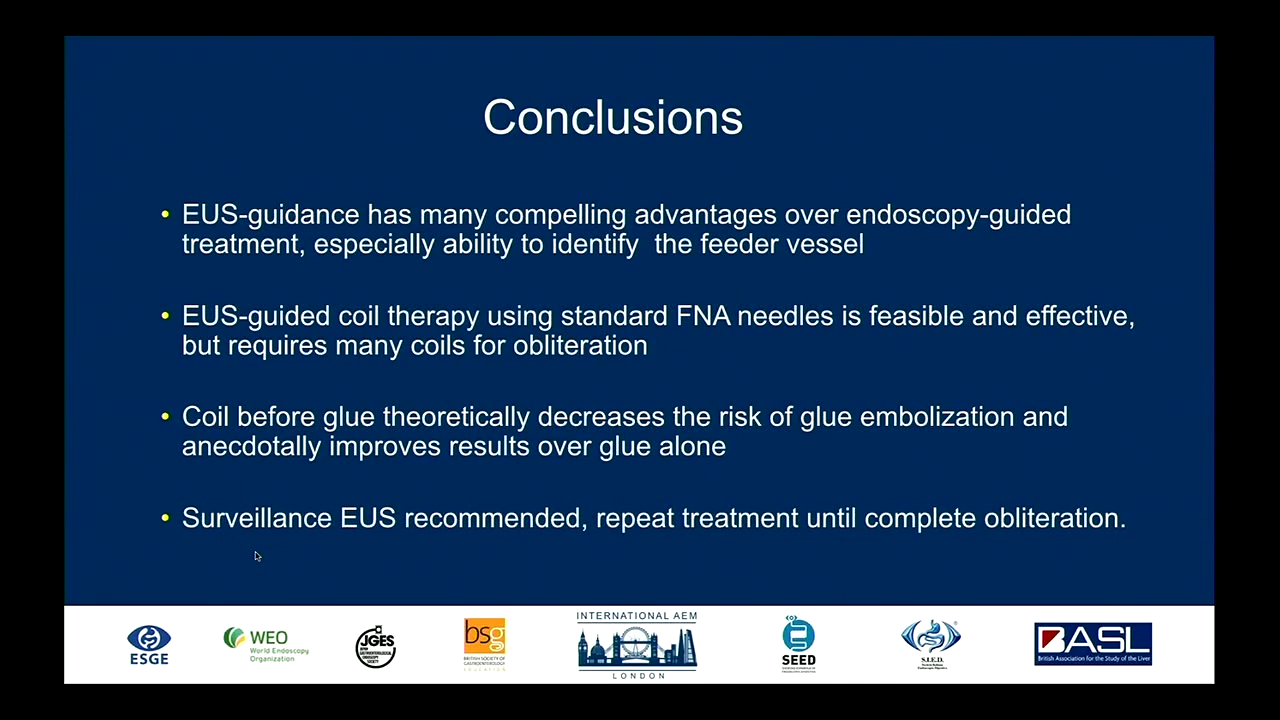 Conclusions
• EUS-guidance has many compelling advantages over endoscopy-guided
treatment, especially ability to identify  the feeder vessel
• EUS-guided coil therapy using standard FNA needles is feasible and effective,
but requires many coils for obliteration
• Coil before glue theoretically decreases the risk of glue embolization and
anecdotally improves results over glue alone
• Surveillance EUS recommended, repeat treatment until complete obliteration.
ESGE
WEO
World Endoscopy
Organization
JGES
bsg
BRITISH SOCIETY OF
GASTROENTEROLOGY
INTERNATIONAL AEM
LONDON
SEED
S.I.E.D.
BASL
British Association for the Study of the Liver